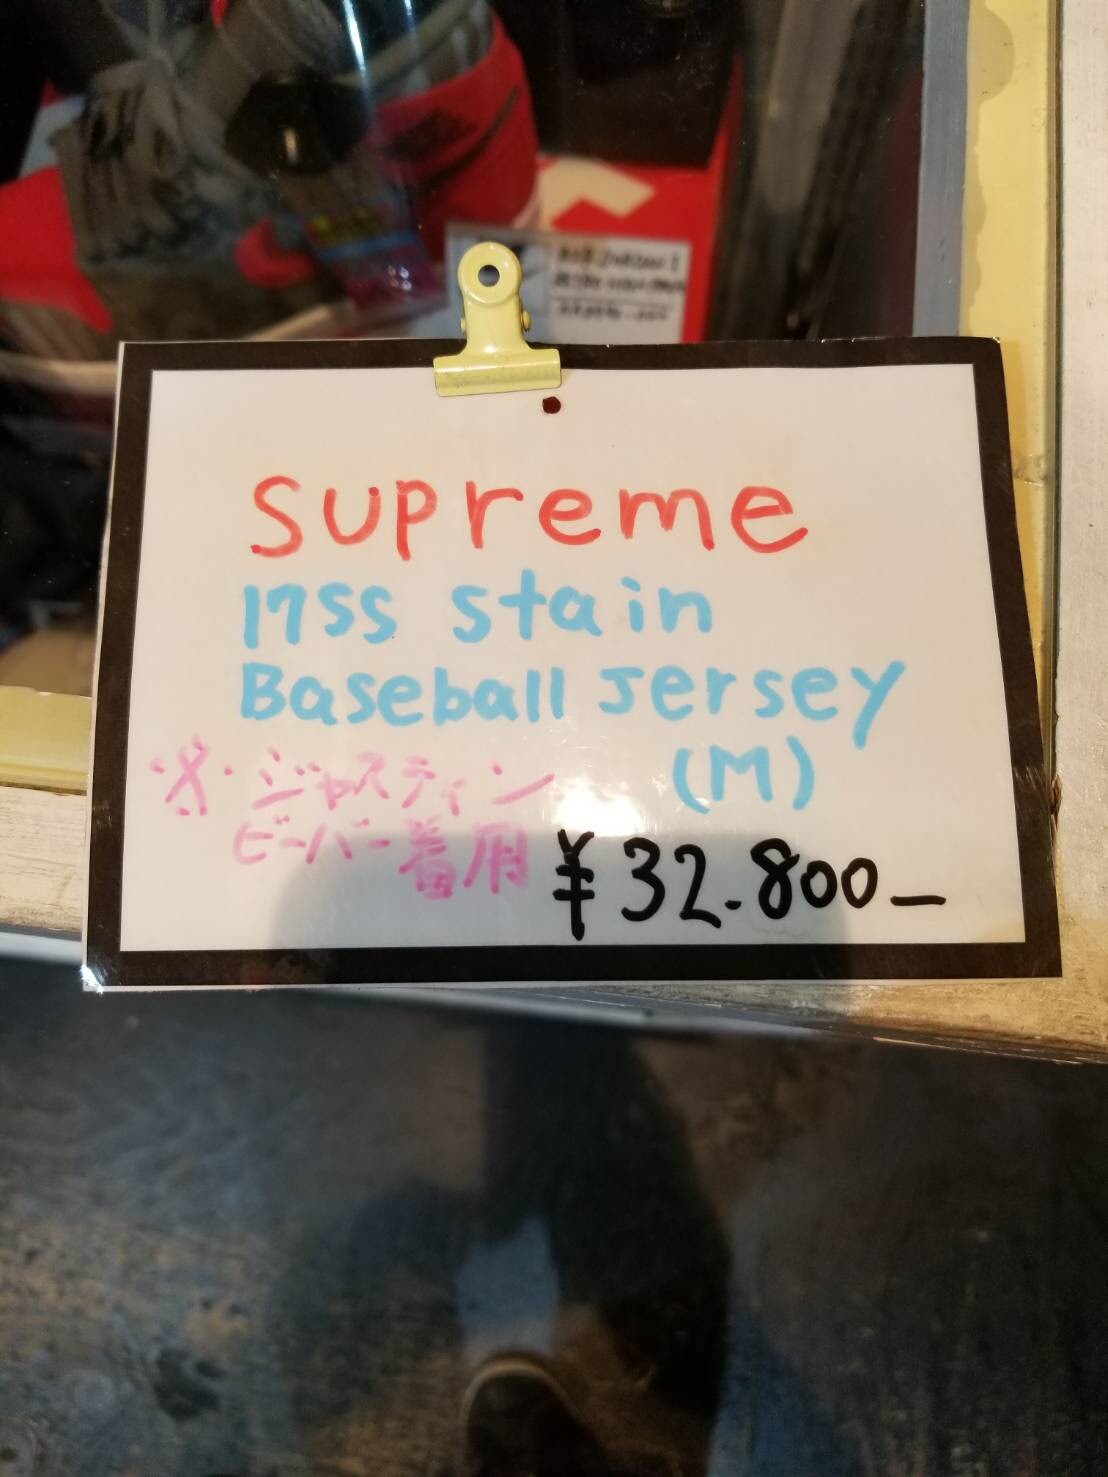 supreme
17SS stain
Baseball Jersey
(M)
※ジャスティン
ビーバー着用
¥32.800−